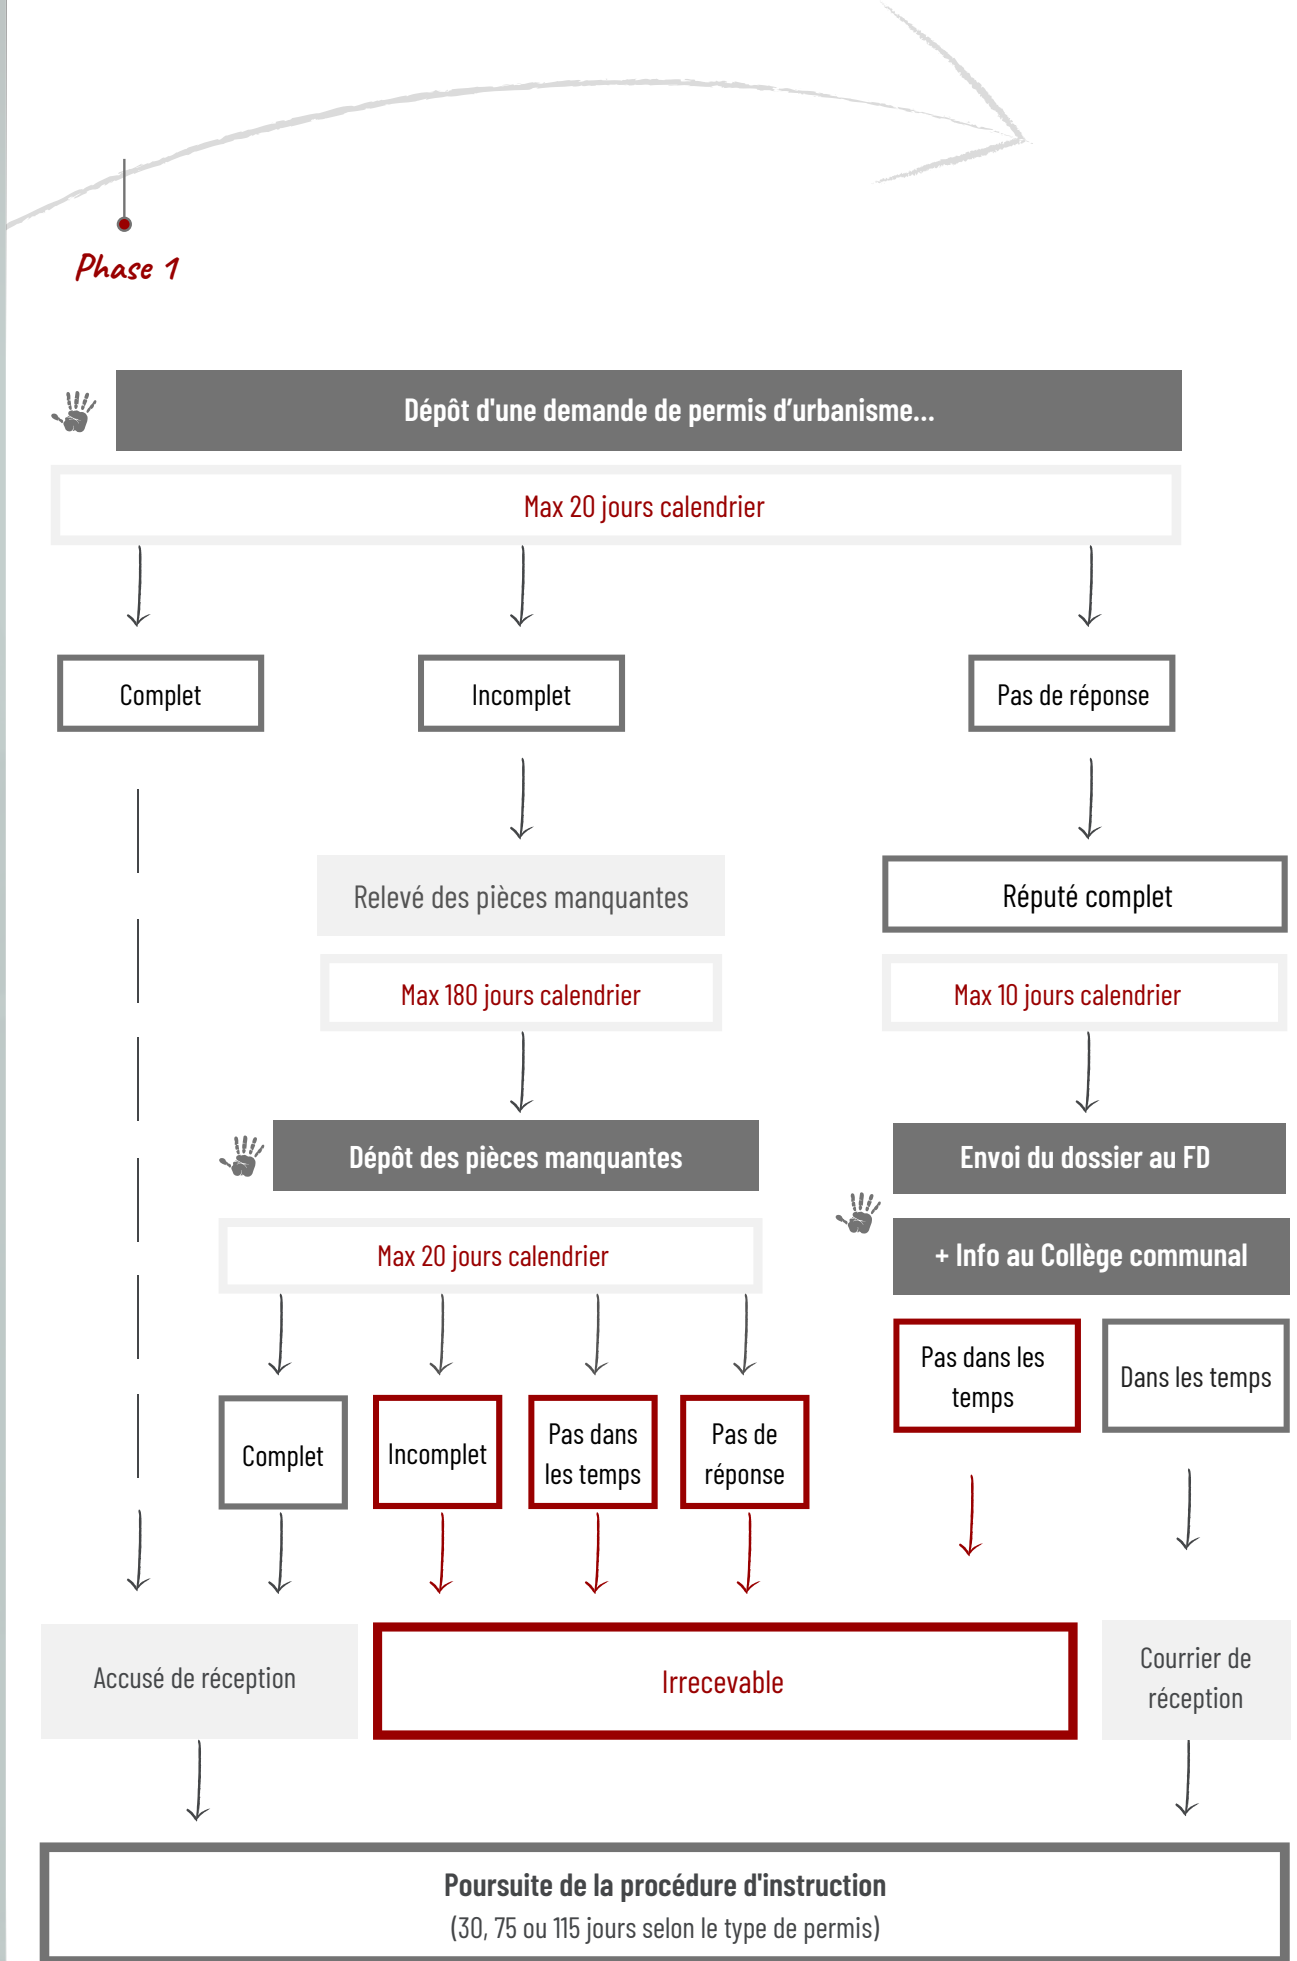 Phase 1
Dépôt d'une demande de permis d’urbanisme...
Max 20 jours calendrier
Complet
Incomplet
Pas de réponse
Relevé des pièces manquantes
Réputé complet
Max 180 jours calendrier
Max 10 jours calendrier
Dépôt des pièces manquantes
Envoi du dossier au FD
Max 20 jours calendrier
+ Info au Collège communal
Pas dans les
temps
Dans les temps
Complet
Incomplet
Pas dans
les temps
Pas de
réponse
Accusé de réception
Irrecevable
Courrier de
réception
Poursuite de la procédure d'instruction
(30, 75 ou 115 jours selon le type de permis)